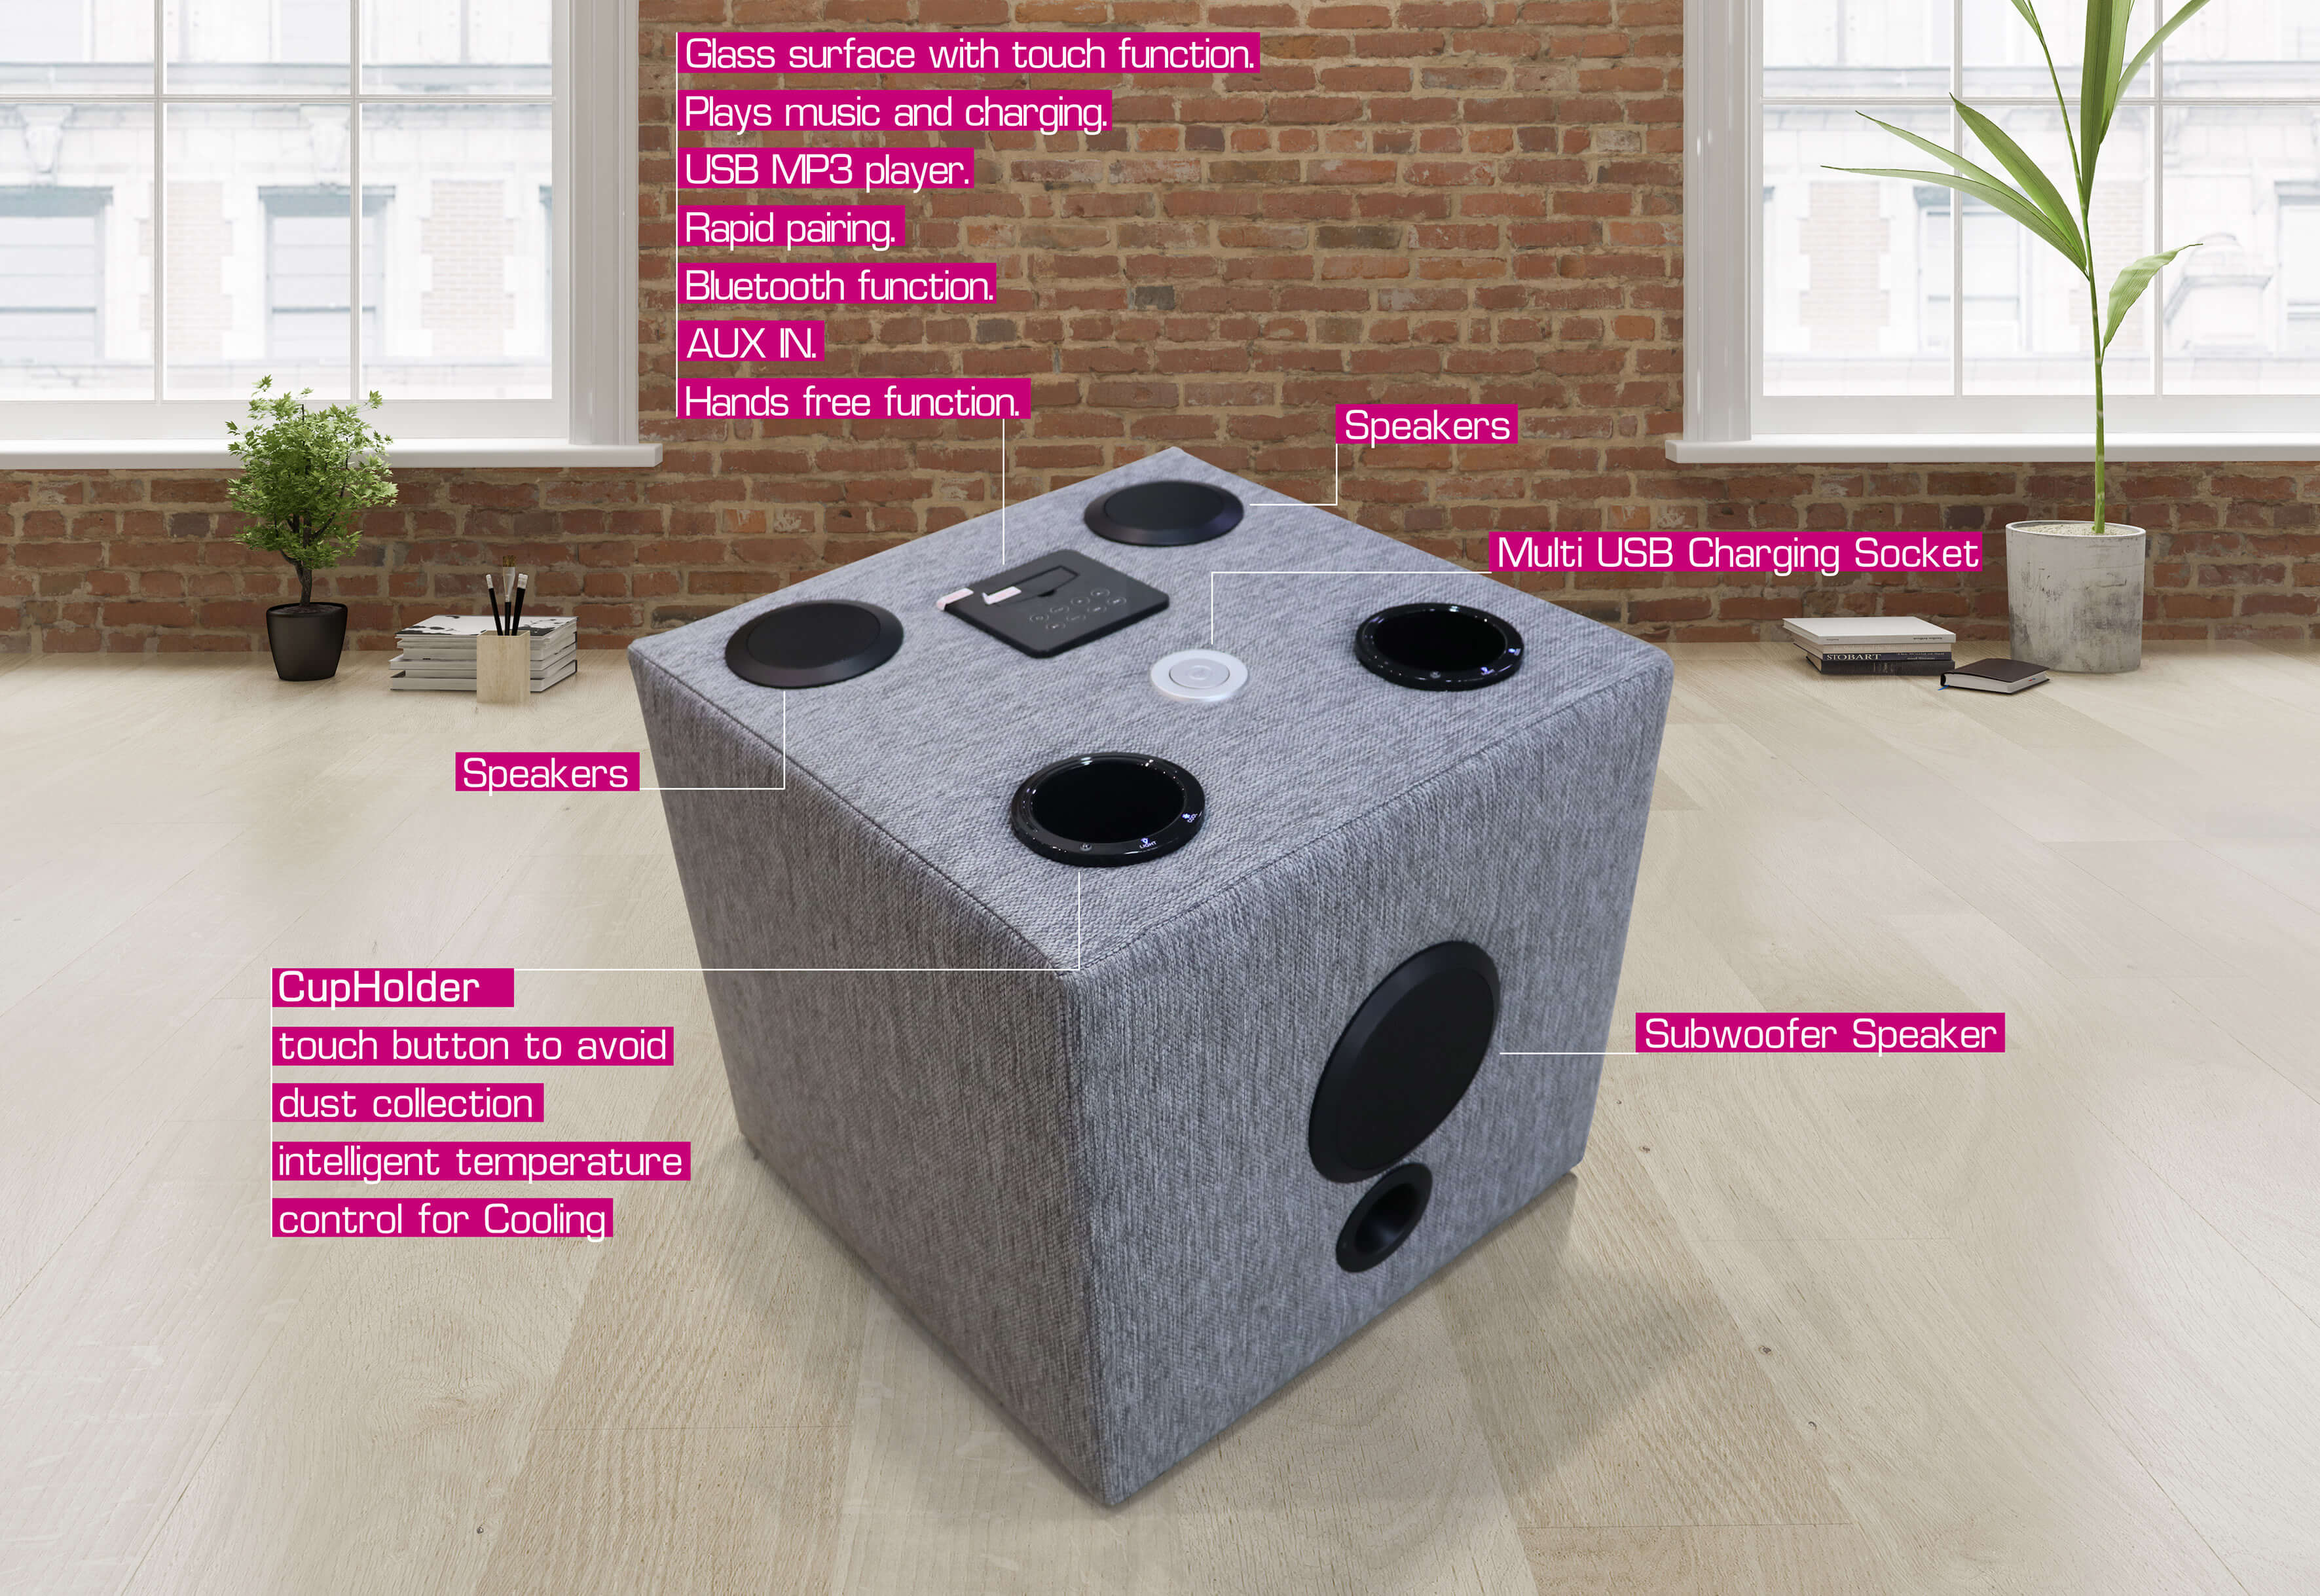 Glass surface with touch function.
Plays music and charging.
USB MP3 player.
Rapid pairing.
Bluetooth function.
AUX IN.
Hands free function.
Speakers
Multi USB Charging Socket
STOBART
Speakers
LIGHT
CupHolder
touch button to avoid
dust collection
intelligent temperature
control for Cooling
Subwoofer Speaker